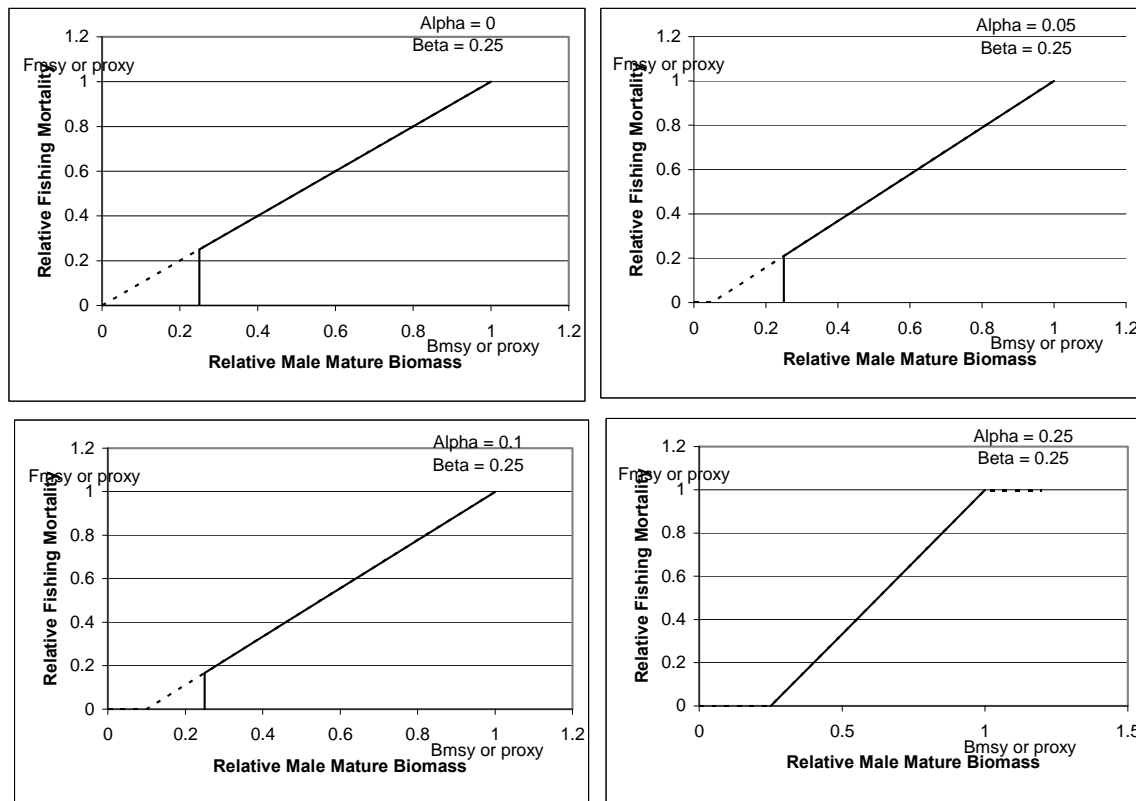 Alpha = 0
Beta = 0.25
1.2
Fmsy or proxy
1
0.8
0.6
0.4
0.2
0
Relative Fishing Mortality
0 0.2 0.4 0.6 0.8 1 1.2
Bmsy or proxy
Relative Male Mature Biomass
Alpha = 0.05
Beta = 0.25
1.2
Fmsy or proxy
1
0.8
0.6
0.4
0.2
0
Relative Fishing Mortality
0 0.2 0.4 0.6 0.8 1 1.2
Bmsy or proxy
Relative Male Mature Biomass
Alpha = 0.1
Beta = 0.25
1.2
Fmsy or proxy
1
0.8
0.6
0.4
0.2
0
Relative Fishing Mortality
0 0.2 0.4 0.6 0.8 1 1.2
Bmsy or proxy
Relative Male Mature Biomass
Alpha = 0.25
Beta = 0.25
1.2
Fmsy or proxy
1
0.8
0.6
0.4
0.2
0
Relative Fishing Mortality
0 0.5 1 1.5
Bmsy or proxy
Relative Male Mature Biomass